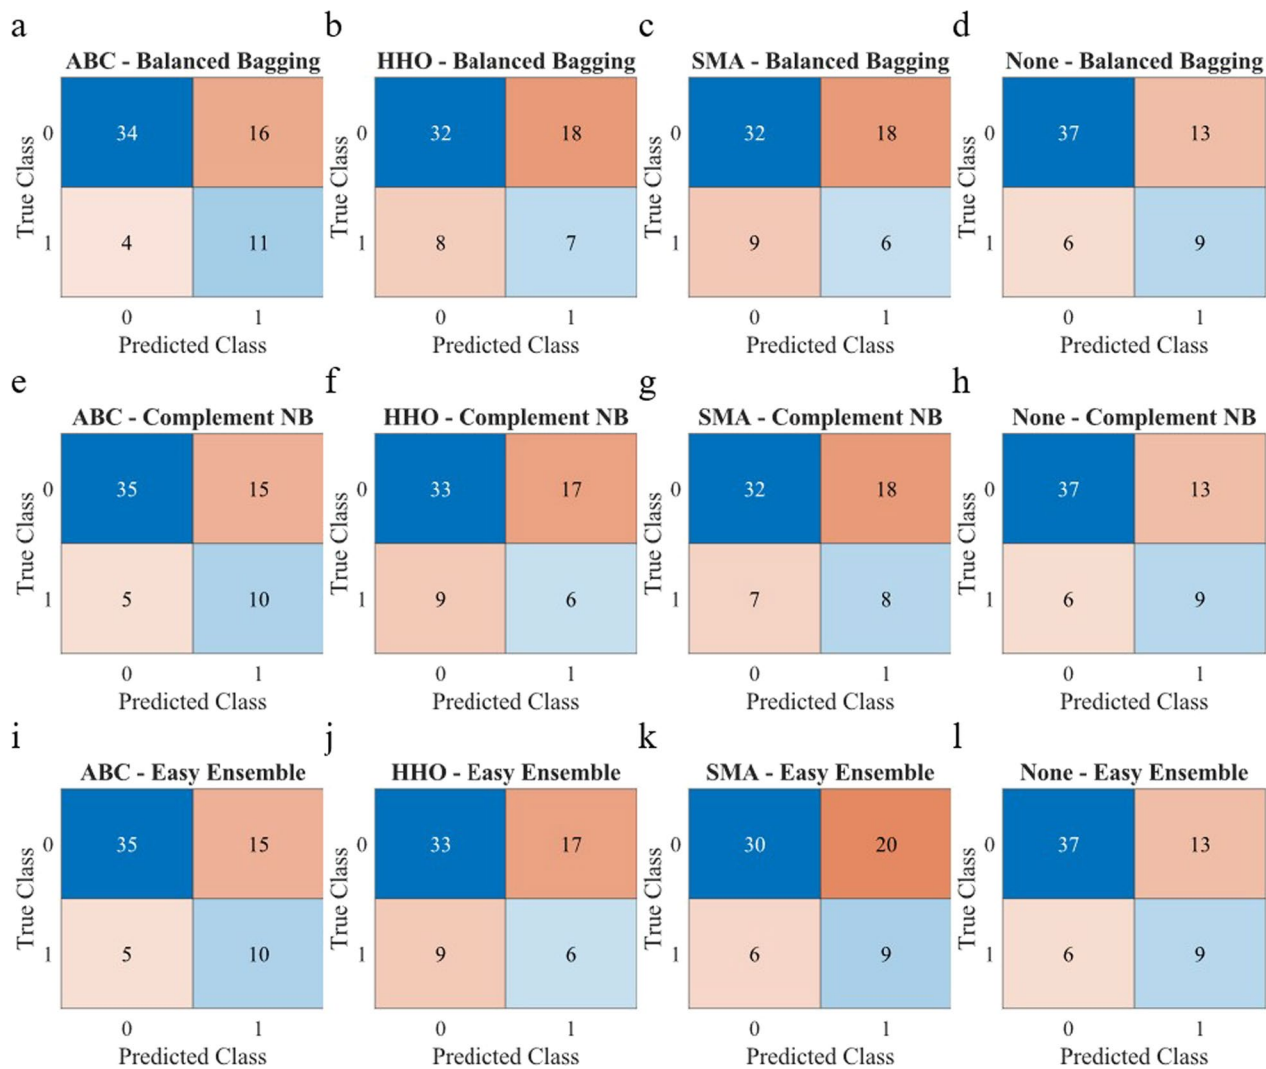 a
b
c
d
ABC - Balanced Bagging
HHO - Balanced Bagging
SMA - Balanced Bagging
None - Balanced Bagging
True Class
0
34
16
1
4
11
0
1
Predicted Class
True Class
0
32
18
1
8
7
0
1
Predicted Class
True Class
0
32
18
1
9
6
0
1
Predicted Class
True Class
0
37
13
1
6
9
0
1
Predicted Class
e
f
g
h
ABC - Complement NB
HHO - Complement NB
SMA - Complement NB
None - Complement NB
True Class
0
35
15
1
5
10
0
1
Predicted Class
True Class
0
33
17
1
9
6
0
1
Predicted Class
True Class
0
32
18
1
7
8
0
1
Predicted Class
True Class
0
37
13
1
6
9
0
1
Predicted Class
i
j
k
l
ABC - Easy Ensemble
HHO - Easy Ensemble
SMA - Easy Ensemble
None - Easy Ensemble
True Class
0
35
15
1
5
10
0
1
Predicted Class
True Class
0
33
17
1
9
6
0
1
Predicted Class
True Class
0
30
20
1
6
9
0
1
Predicted Class
True Class
0
37
13
1
6
9
0
1
Predicted Class